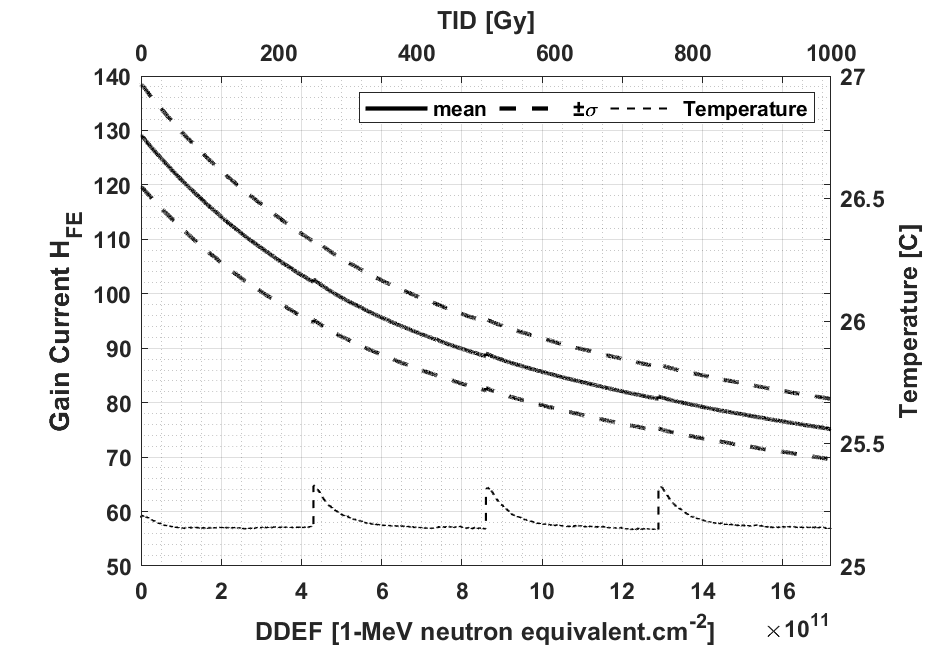 TID [Gy]
0 200 400 600 800 1000
mean ±σ Temperature
140
130
120
110
100
90
80
70
60
50
Gain Current H_FE
27
26.5
26
25.5
25
Temperature [C]
0 2 4 6 8 10 12 14 16
×10^11
DDEF [1-MeV neutron equivalent.cm^-2]